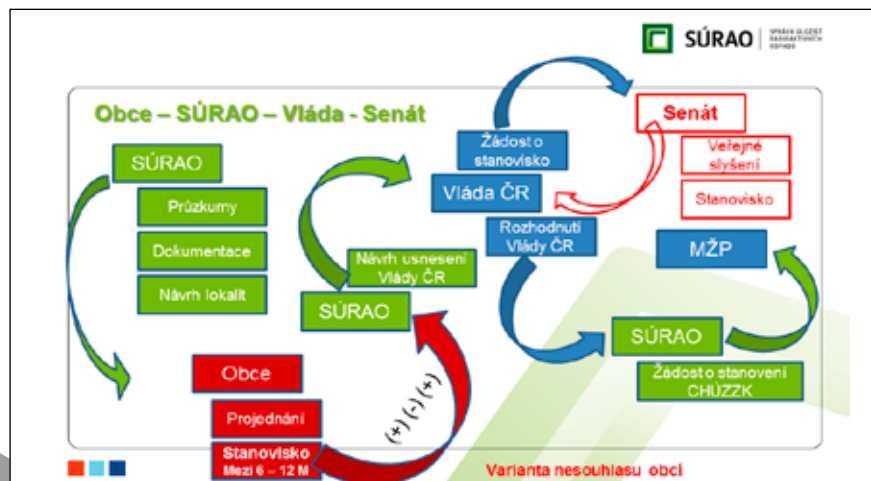 SÚRAO
SPRÁVA ÚLOŽIŠŤ
RADIOAKTIVNÍCH
ODPADŮ
Obce – SÚRAO – Vláda - Senát
SÚRAO
Průzkumy
Dokumentace
Návrh lokalit
Obce
Projednání
Stanovisko
Mezi 6 – 12 M
(+) (-) (+)
Návrh usnesení
Vlády ČR
SÚRAO
Žádost o
stanovisko
Vláda ČR
Rozhodnutí
Vlády ČR
Senát
Veřejné
slyšení
Stanovisko
MŽP
SÚRAO
Žádost o stanovení
CHÚZZK
Varianta nesouhlasu obcí